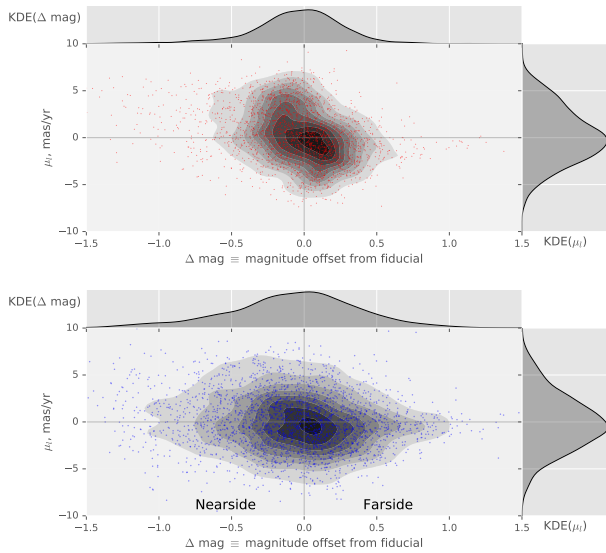 KDE(Δ mag)
10
5
0
−5
−10
μₗ, mas/yr
−1.5 −1.0 −0.5 0.0 0.5 1.0 1.5
KDE(μₗ)
Δ mag ≡ magnitude offset from fiducial
KDE(Δ mag)
10
5
0
−5
−10
μₗ, mas/yr
Nearside Farside
−1.5 −1.0 −0.5 0.0 0.5 1.0 1.5
KDE(μₗ)
Δ mag ≡ magnitude offset from fiducial